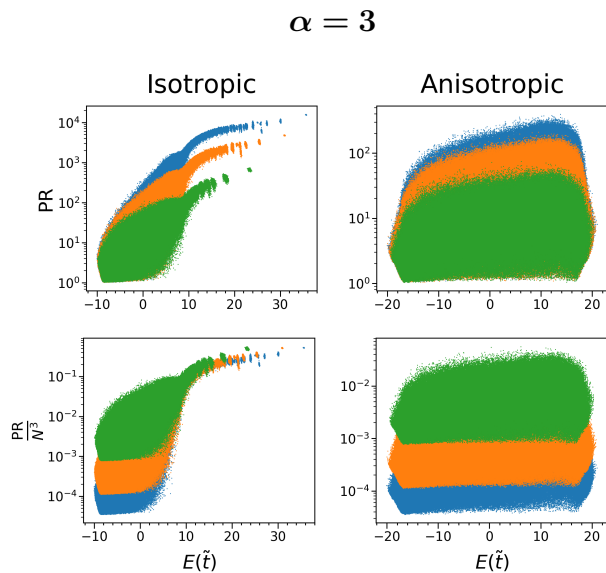 α = 3
Isotropic
Anisotropic
PR
10⁴
10³
10²
10¹
10⁰
−10 0 10 20 30
10²
10¹
10⁰
−20 −10 0 10 20
PR
N³
10⁻¹
10⁻²
10⁻³
10⁻⁴
−10 0 10 20 30
E(t̃)
10⁻²
10⁻³
10⁻⁴
−20 −10 0 10 20
E(t̃)